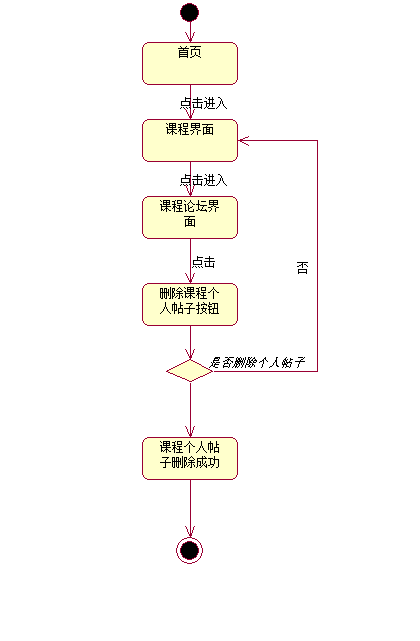 首页
点击进入
课程界面
点击进入
课程论坛界
面
点击
否
删除课程个
人帖子按钮
是否删除个人帖子
课程个人帖
子删除成功